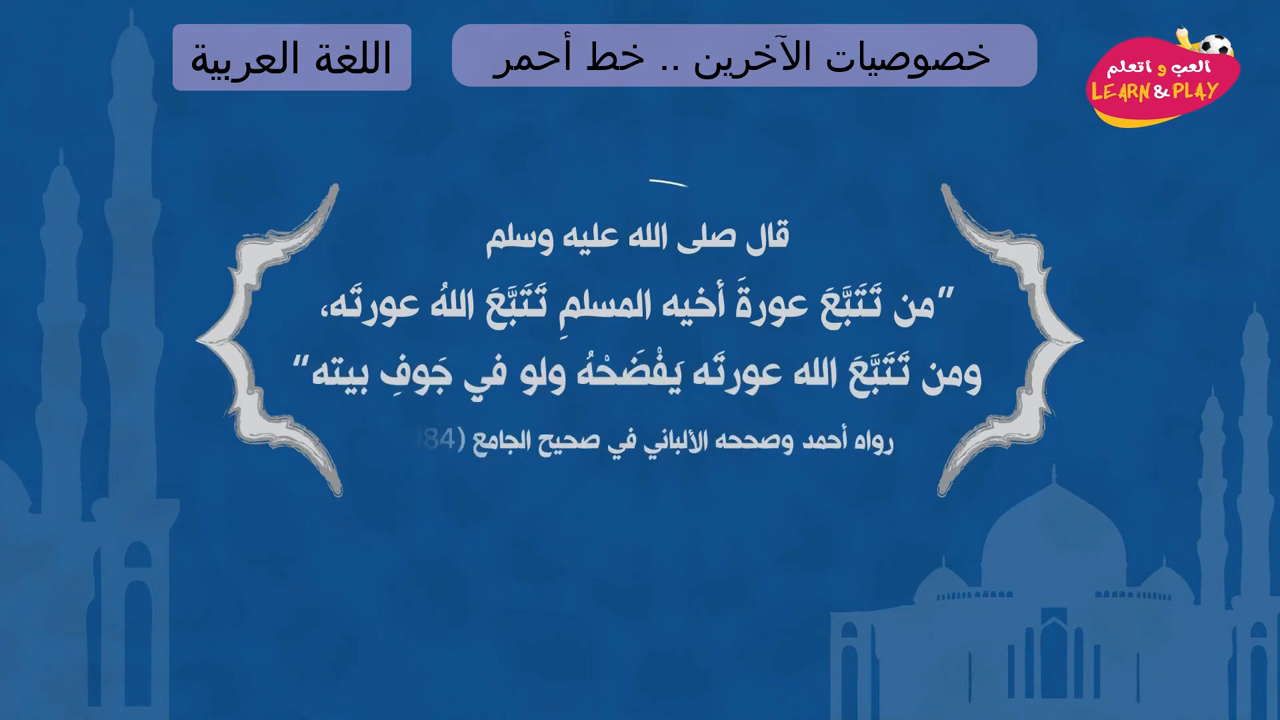 خصوصيات الآخرين .. خط أحمر
اللغة العربية
العب و اتعلم
LEARN & PLAY
قال صلى الله عليه وسلم
"من تَتَبَّعَ عورةَ أخيه المسلمِ تَتَبَّعَ اللهُ عورتَه،
ومن تَتَبَّعَ الله عورتَه يَفْضَحْهُ ولو في جَوفِ بيته"
رواه أحمد وصححه الألباني في صحيح الجامع (